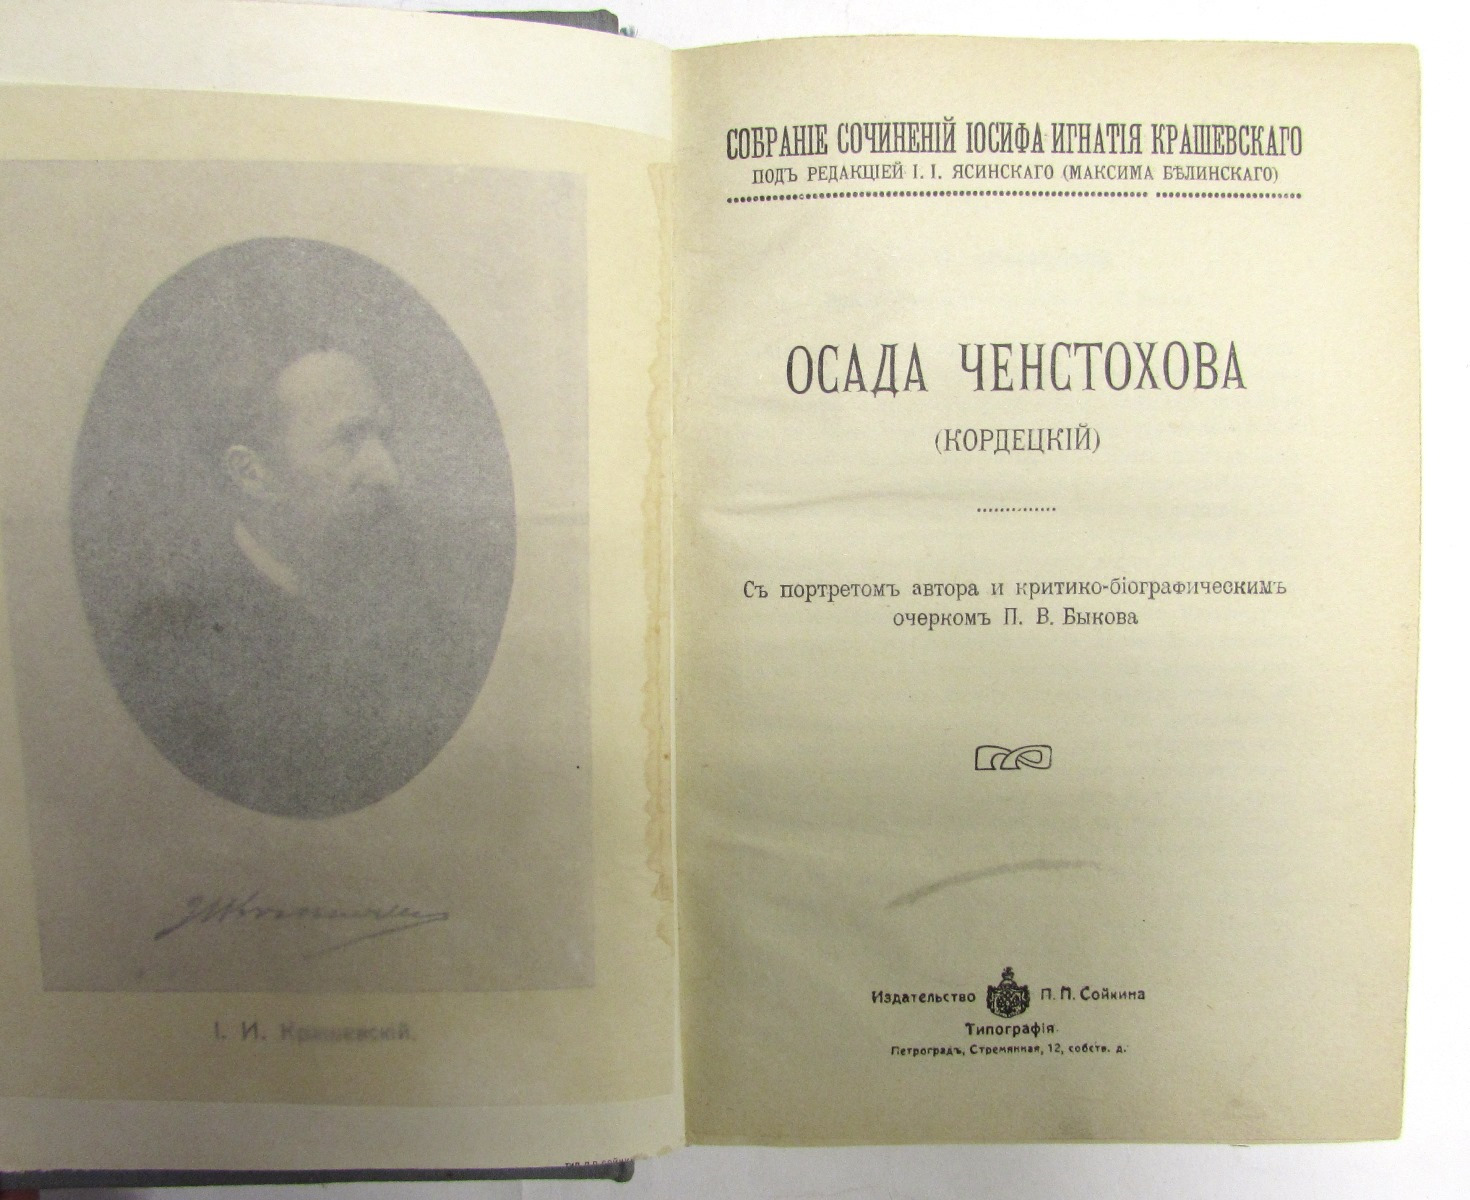 І. И. Крашевскій.
СОБРАНІЕ СОЧИНЕНІЙ ІОСИФА ИГНАТІЯ КРАШЕВСКАГО
ПОДЪ РЕДАКЦІЕЙ І. І. ЯСИНСКАГО (МАКСИМА БѢЛИНСКАГО)
ОСАДА ЧЕНСТОХОВА
(КОРДЕЦКІЙ)
Съ портретомъ автора и критико-біографическимъ
очеркомъ П. В. Быкова
Издательство П. П. Сойкина
Типографія
Петроградъ, Стремянная, 12, собств. д.